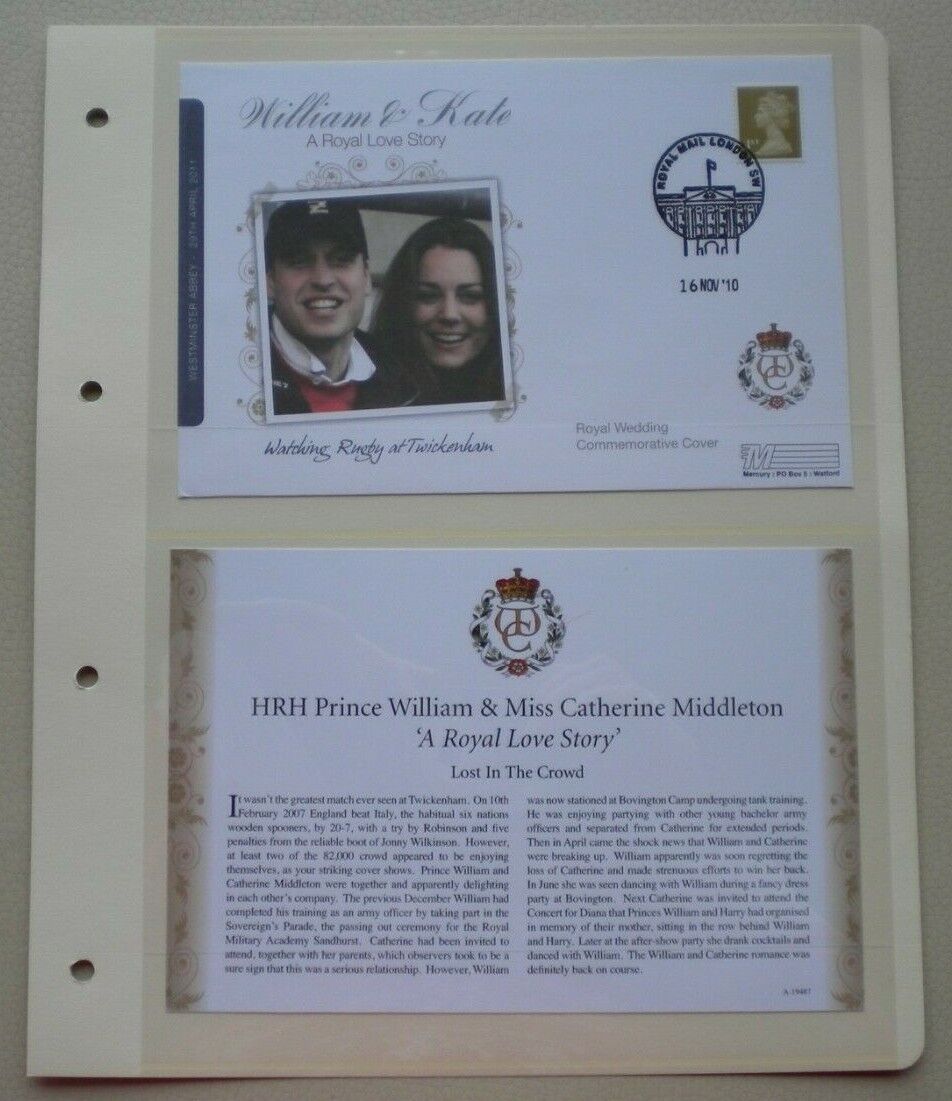 William & Kate
A Royal Love Story
WESTMINSTER ABBEY - 29TH APRIL 2011
Watching Rugby at Twickenham
ROYAL MAIL LONDON SW
16 NOV '10
Royal Wedding
Commemorative Cover
M
Mercury : PO Box 5 : Watford
HRH Prince William & Miss Catherine Middleton
'A Royal Love Story'
Lost In The Crowd
It wasn't the greatest match ever seen at Twickenham. On 10th
February 2007 England beat Italy, the habitual six nations
wooden spooners, by 20-7, with a try by Robinson and five
penalties from the reliable boot of Jonny Wilkinson. However,
at least two of the 82,000 crowd appeared to be enjoying
themselves, as your striking cover shows. Prince William and
Catherine Middleton were together and apparently delighting
in each other's company. The previous December William had
completed his training as an army officer by taking part in the
Sovereign's Parade, the passing out ceremony for the Royal
Military Academy Sandhurst. Catherine had been invited to
attend, together with her parents, which observers took to be a
sure sign that this was a serious relationship. However, William
was now stationed at Bovington Camp undergoing tank training.
He was enjoying partying with other young bachelor army
officers and separated from Catherine for extended periods.
Then in April came the shock news that William and Catherine
were breaking up. William apparently was soon regretting the
loss of Catherine and made strenuous efforts to win her back.
In June she was seen dancing with William during a fancy dress
party at Bovington. Next Catherine was invited to attend the
Concert for Diana that Princes William and Harry had organised
in memory of their mother, sitting in the row behind William
and Harry. Later at the after-show party she drank cocktails and
danced with William. The William and Catherine romance was
definitely back on course.
A-19487